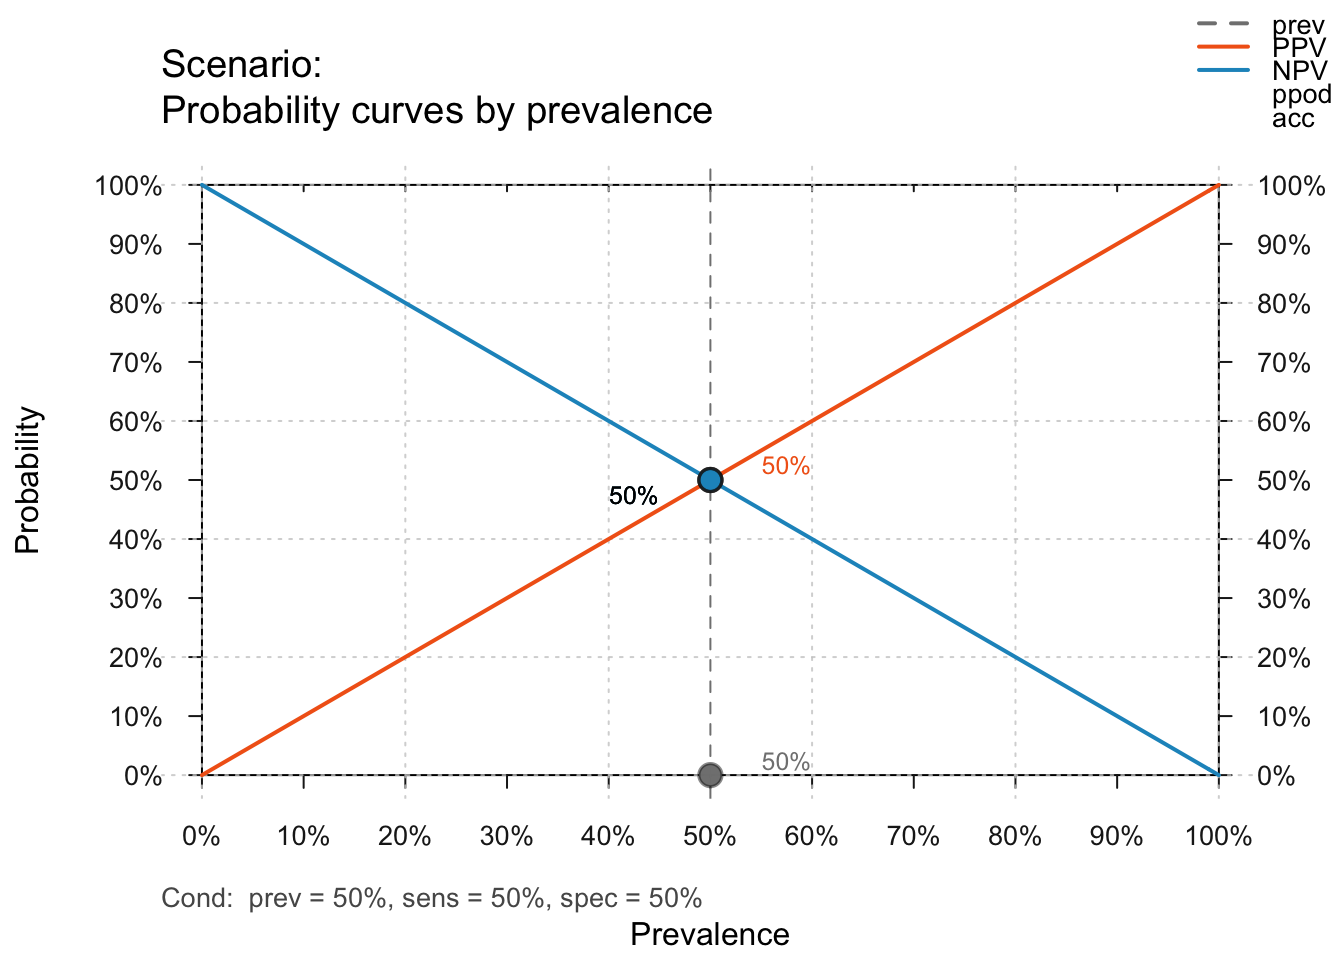 prev
PPV
NPV
ppod
acc
Scenario:
Probability curves by prevalence
100% 100%
90% 90%
80% 80%
70% 70%
60% 60%
50% 50% 50% 50%
40% 40%
30% 30%
20% 20%
10% 10%
0% 50% 0%
Probability
0% 10% 20% 30% 40% 50% 60% 70% 80% 90% 100%
Cond:  prev = 50%, sens = 50%, spec = 50%
Prevalence